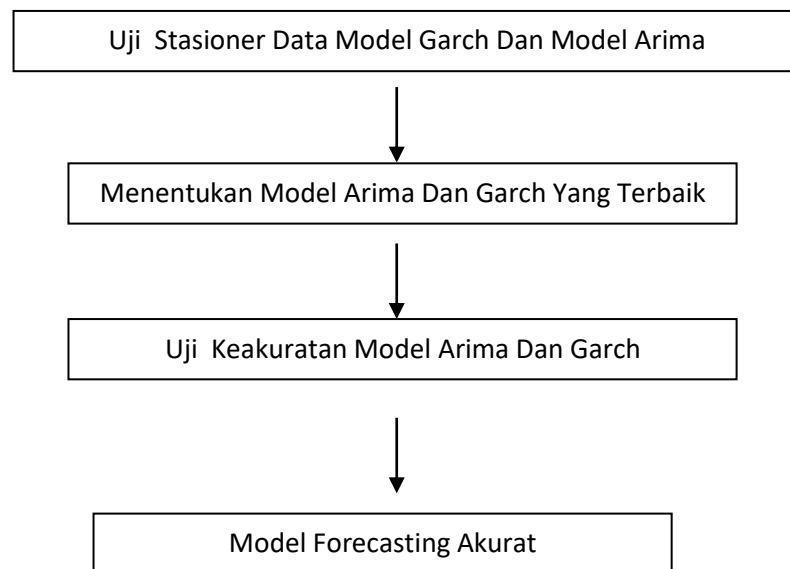 Uji  Stasioner Data Model Garch Dan Model Arima
Menentukan Model Arima Dan Garch Yang Terbaik
Uji  Keakuratan Model Arima Dan Garch
Model Forecasting Akurat